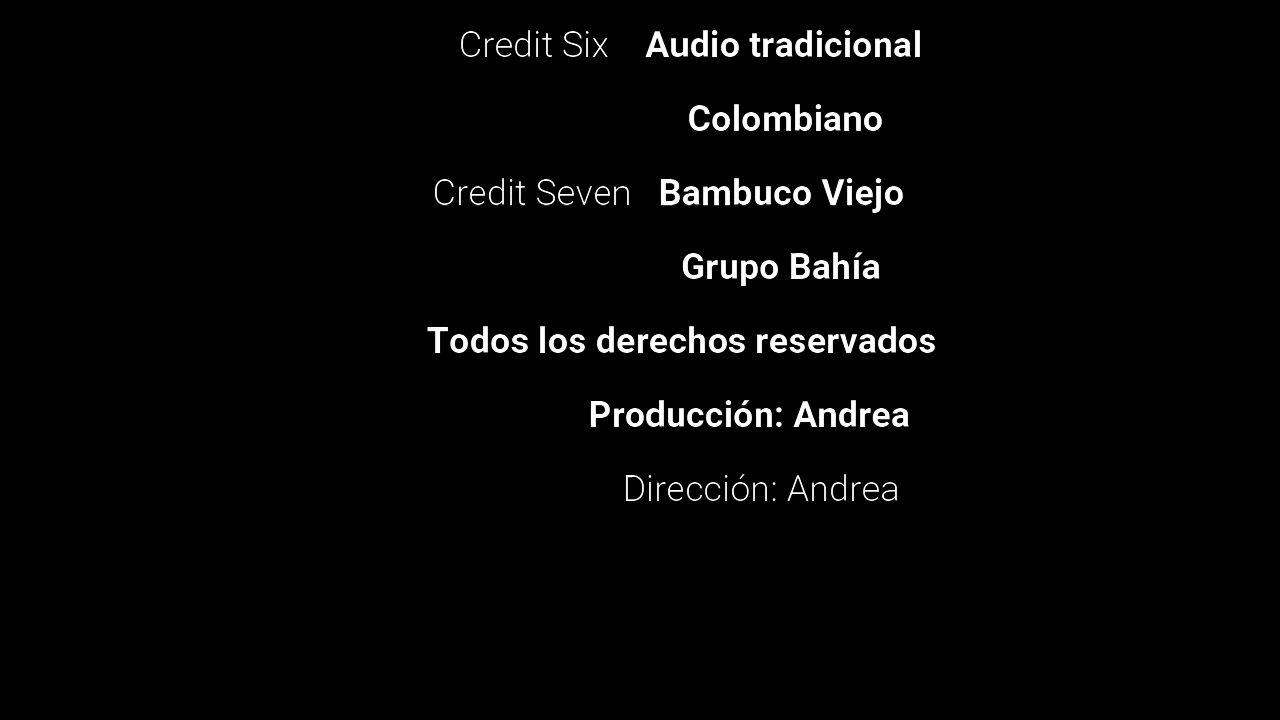 Credit Six Audio tradicional
Colombiano
Credit Seven Bambuco Viejo
Grupo Bahía
Todos los derechos reservados
Producción: Andrea
Dirección: Andrea